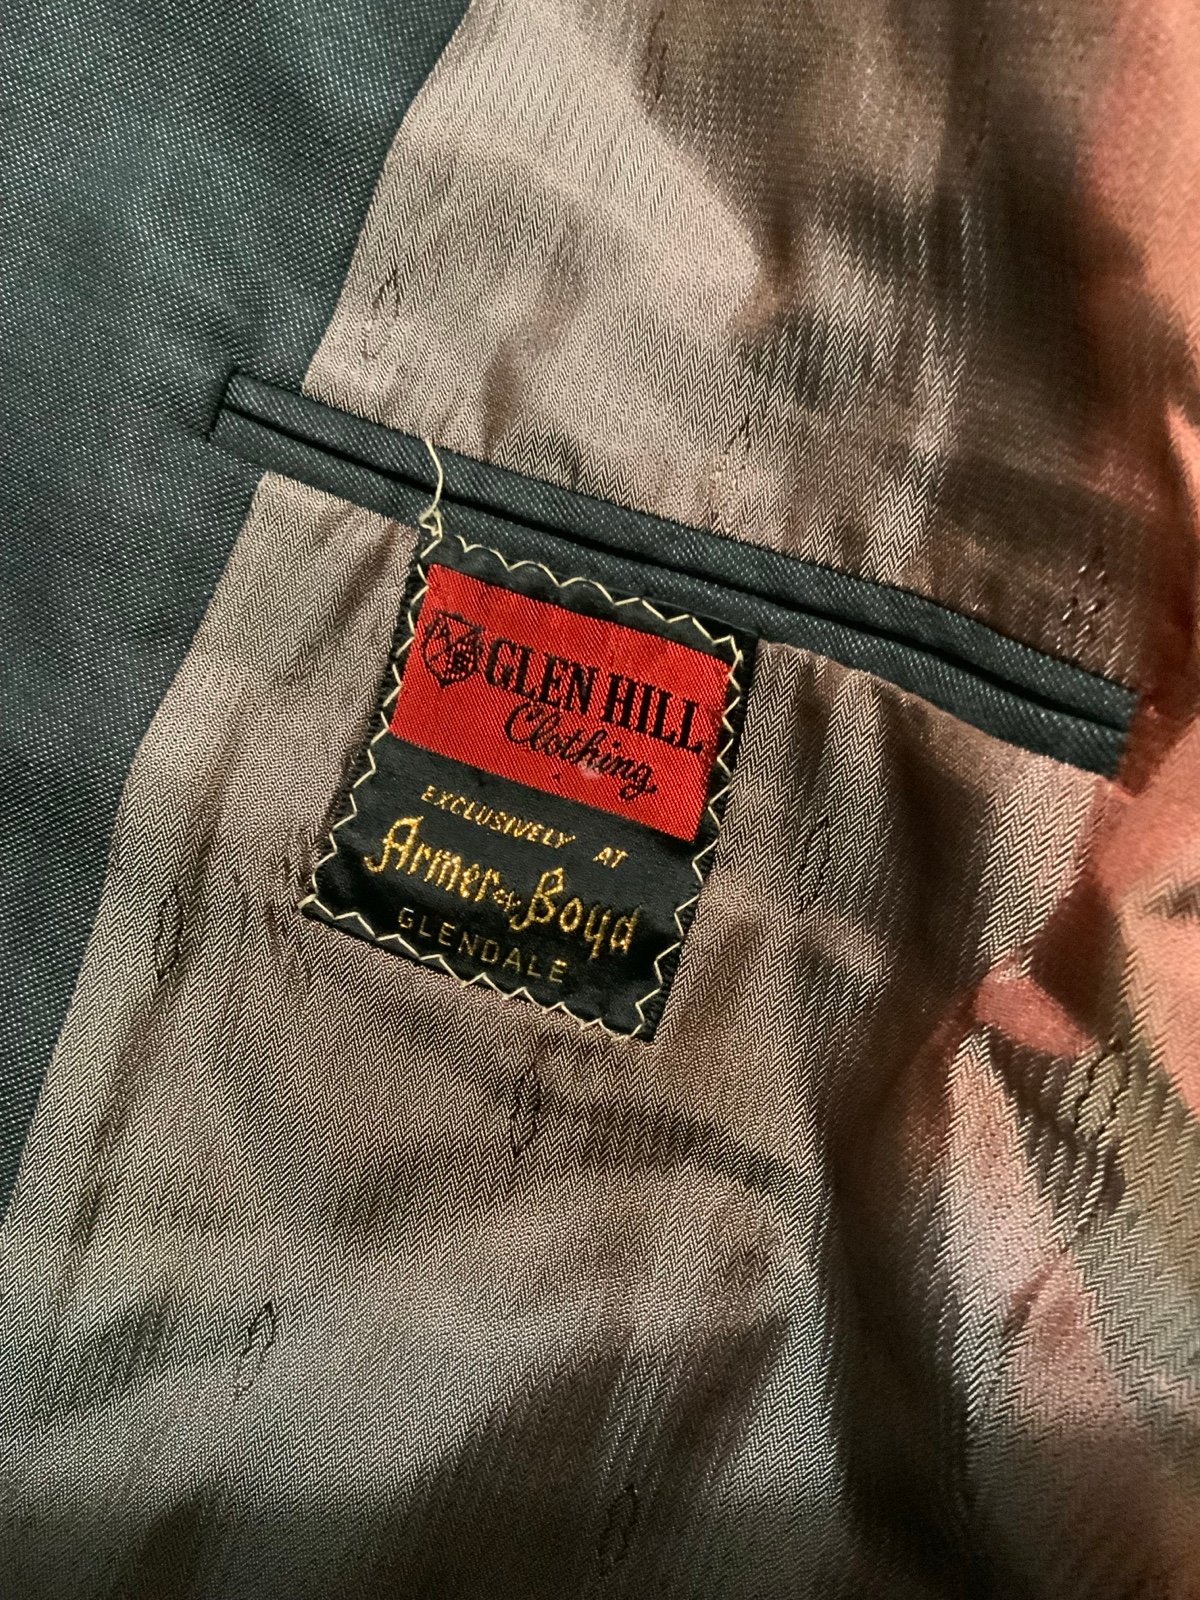 GLEN HILL
Clothing
EXCLUSIVELY AT
Armer & Boyd
GLENDALE